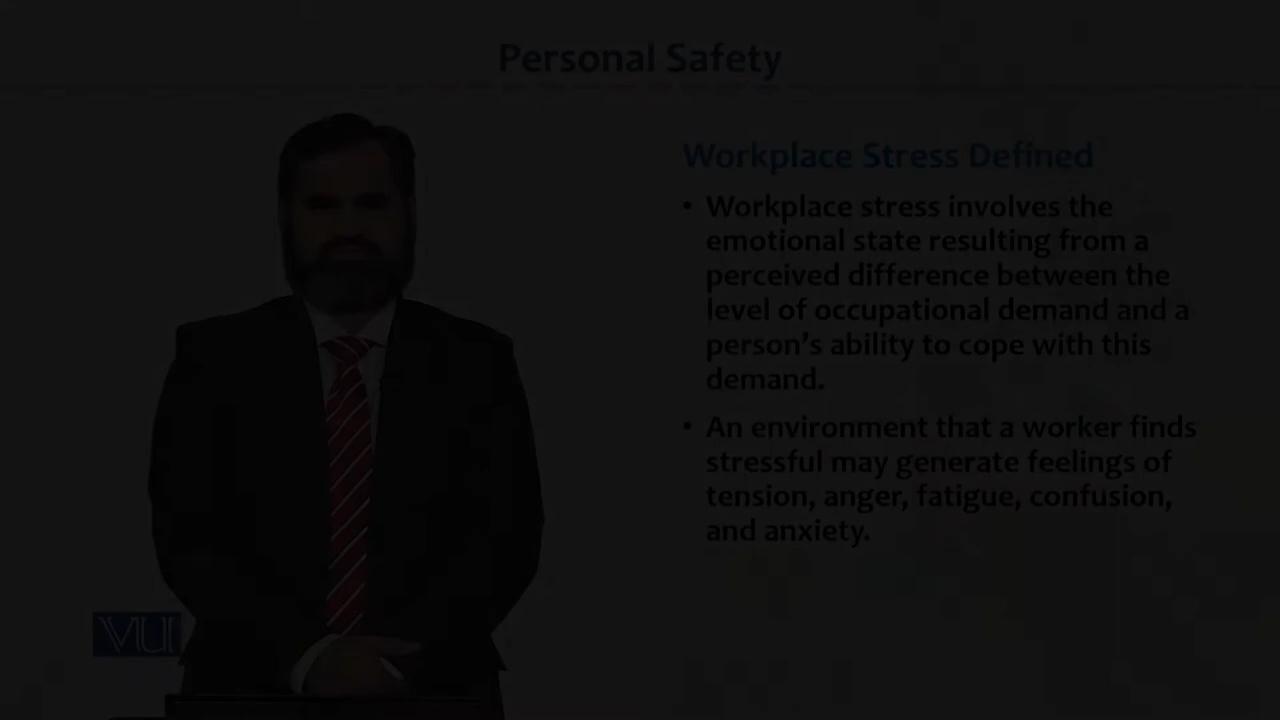 Personal Safety
Workplace Stress Defined
• Workplace stress involves the
emotional state resulting from a
perceived difference between the
level of occupational demand and a
person's ability to cope with this
demand.
• An environment that a worker finds
stressful may generate feelings of
tension, anger, fatigue, confusion,
and anxiety.
VU